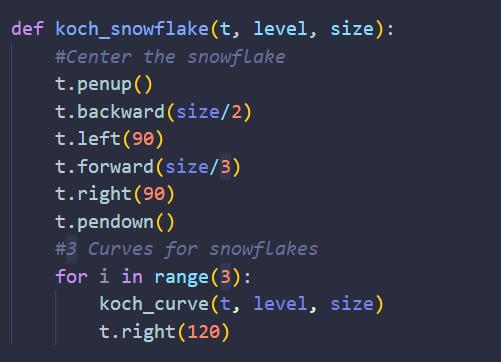 def koch_snowflake(t, level, size):
    #Center the snowflake
    t.penup()
    t.backward(size/2)
    t.left(90)
    t.forward(size/3)
    t.right(90)
    t.pendown()
    #3 Curves for snowflakes
    for i in range(3):
        koch_curve(t, level, size)
        t.right(120)